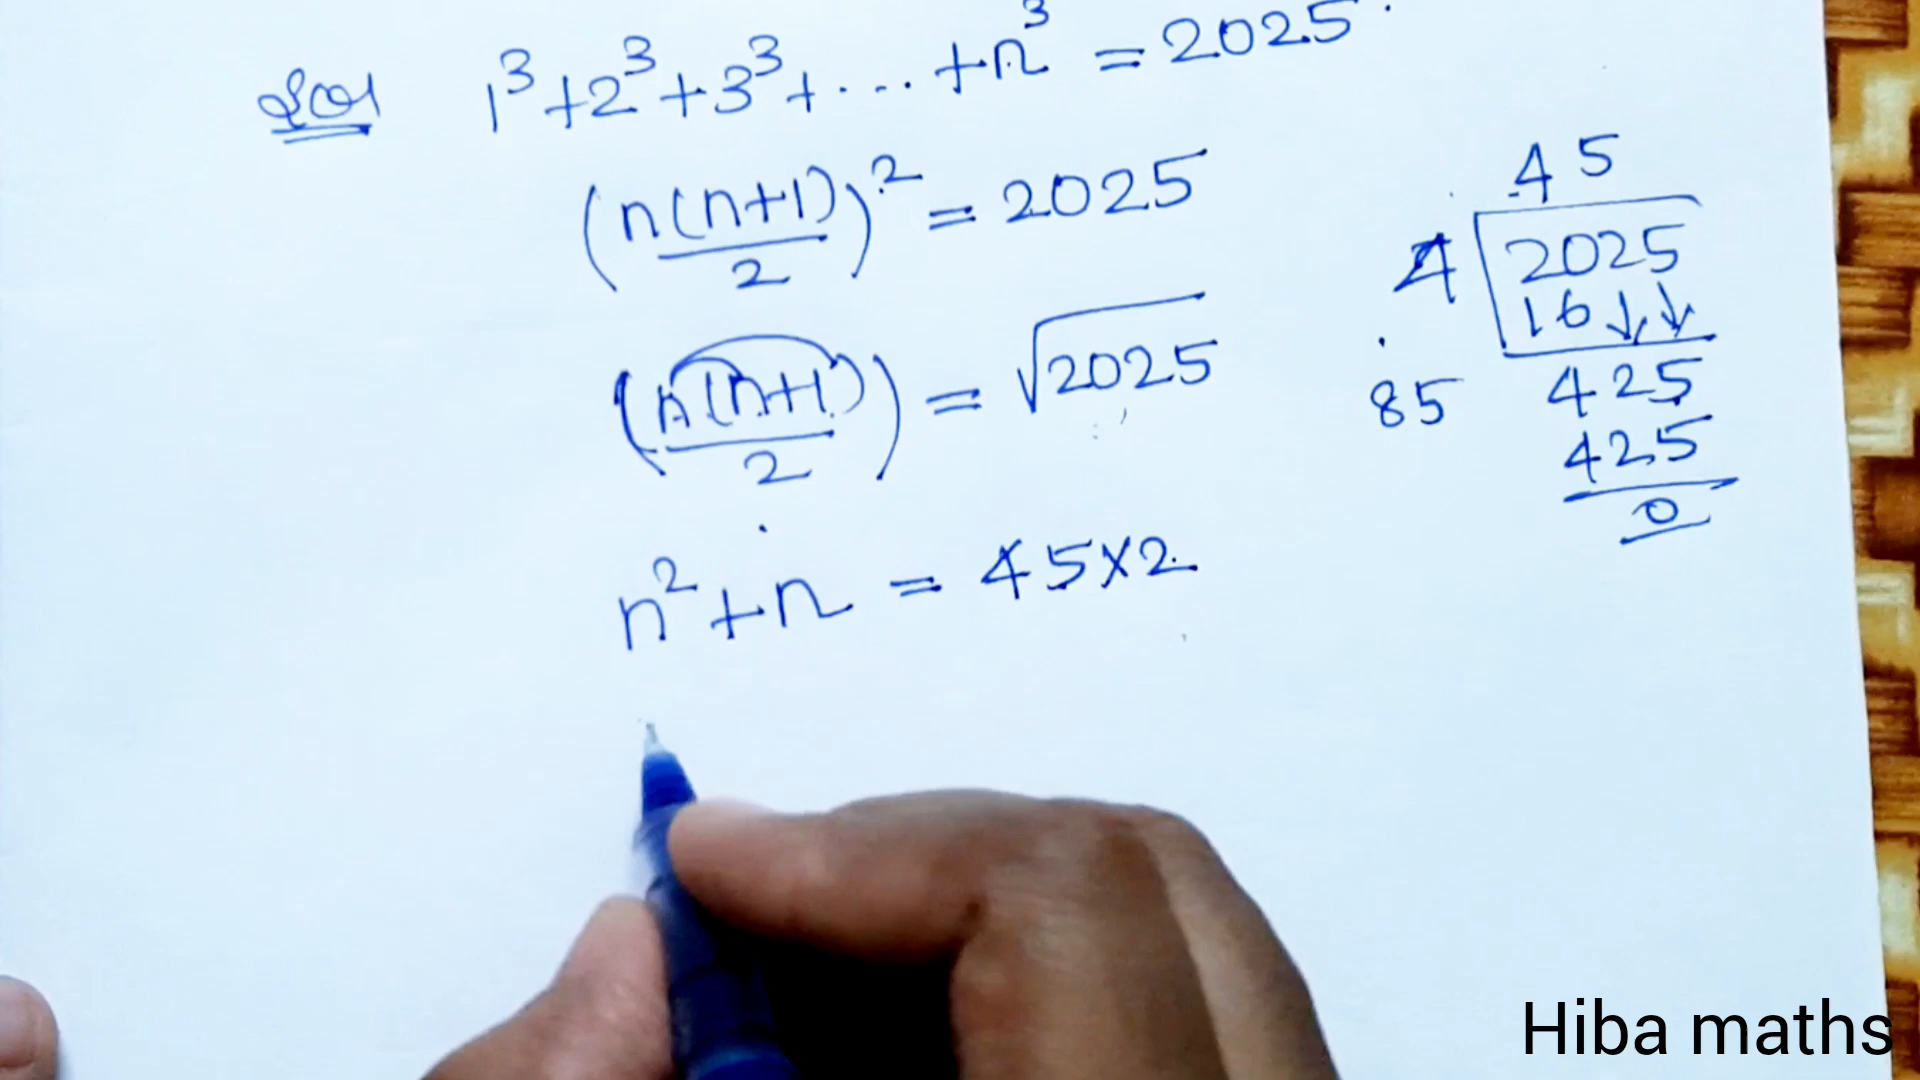 Sol 1³+2³+3³+...+n³ = 2025.
(n(n+1)/2)² = 2025
(n(n+1)/2) = √2025
n²+n = 45×2
45
4 2025
16↓↓
85 425
425
0
Hiba maths